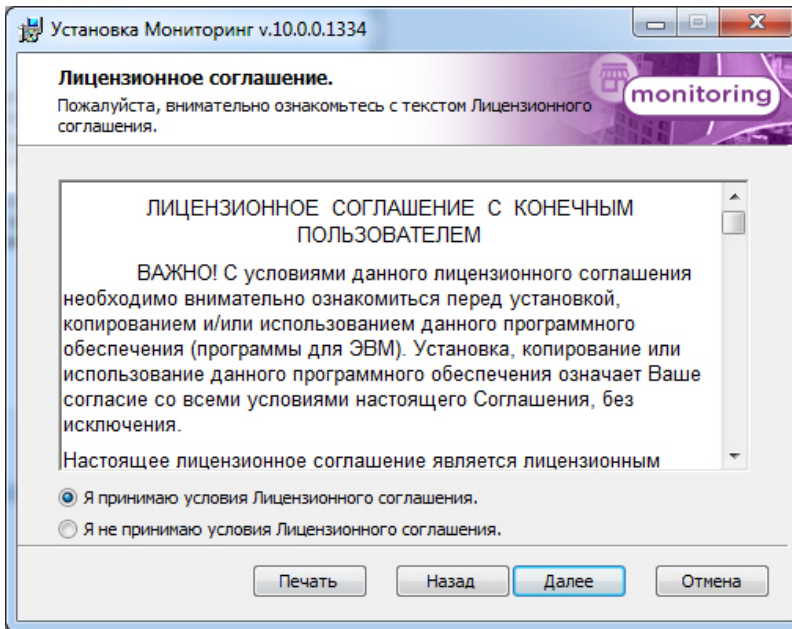 Установка Мониторинг v.10.0.0.1334
Лицензионное соглашение.
Пожалуйста, внимательно ознакомьтесь с текстом Лицензионного
соглашения.
monitoring
ЛИЦЕНЗИОННОЕ СОГЛАШЕНИЕ С КОНЕЧНЫМ
ПОЛЬЗОВАТЕЛЕМ
ВАЖНО! С условиями данного лицензионного соглашения
необходимо внимательно ознакомиться перед установкой,
копированием и/или использованием данного программного
обеспечения (программы для ЭВМ). Установка, копирование или
использование данного программного обеспечения означает Ваше
согласие со всеми условиями настоящего Соглашения, без
исключения.
Настоящее лицензионное соглашение является лицензионным
Я принимаю условия Лицензионного соглашения.
Я не принимаю условия Лицензионного соглашения.
Печать
Назад
Далее
Отмена